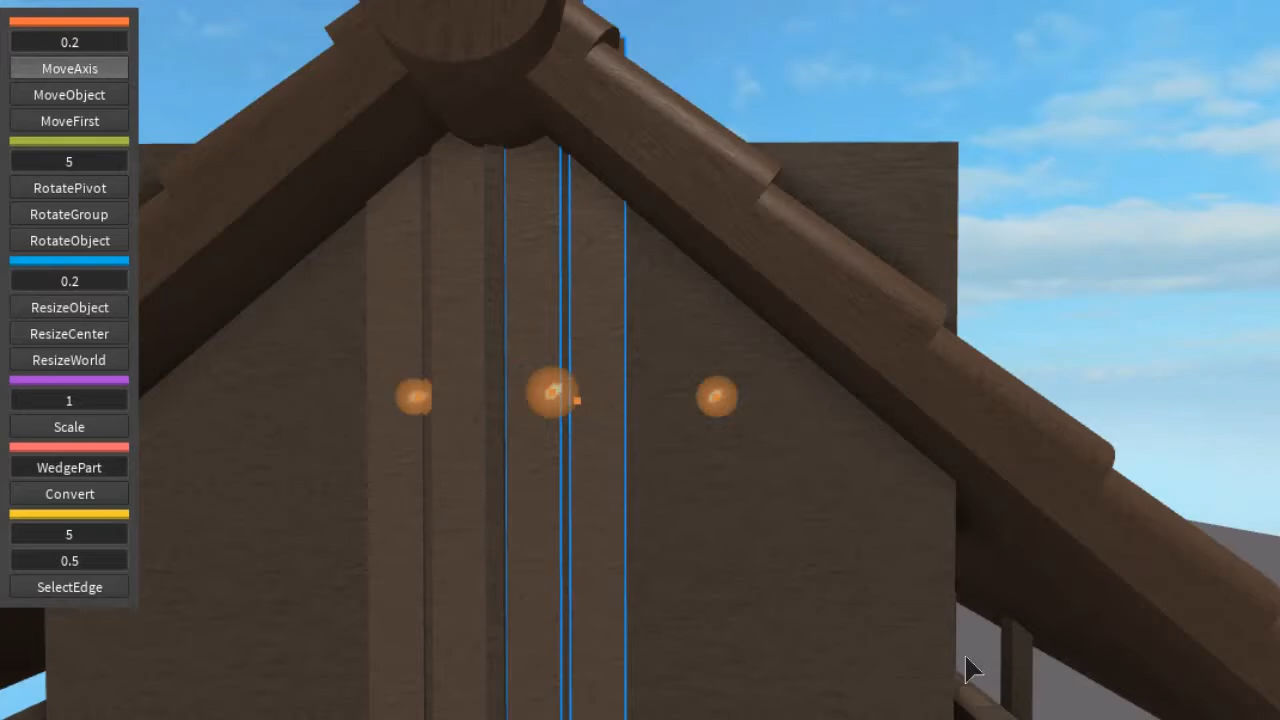 0.2
MoveAxis
MoveObject
MoveFirst
5
RotatePivot
RotateGroup
RotateObject
0.2
ResizeObject
ResizeCenter
ResizeWorld
1
Scale
WedgePart
Convert
5
0.5
SelectEdge